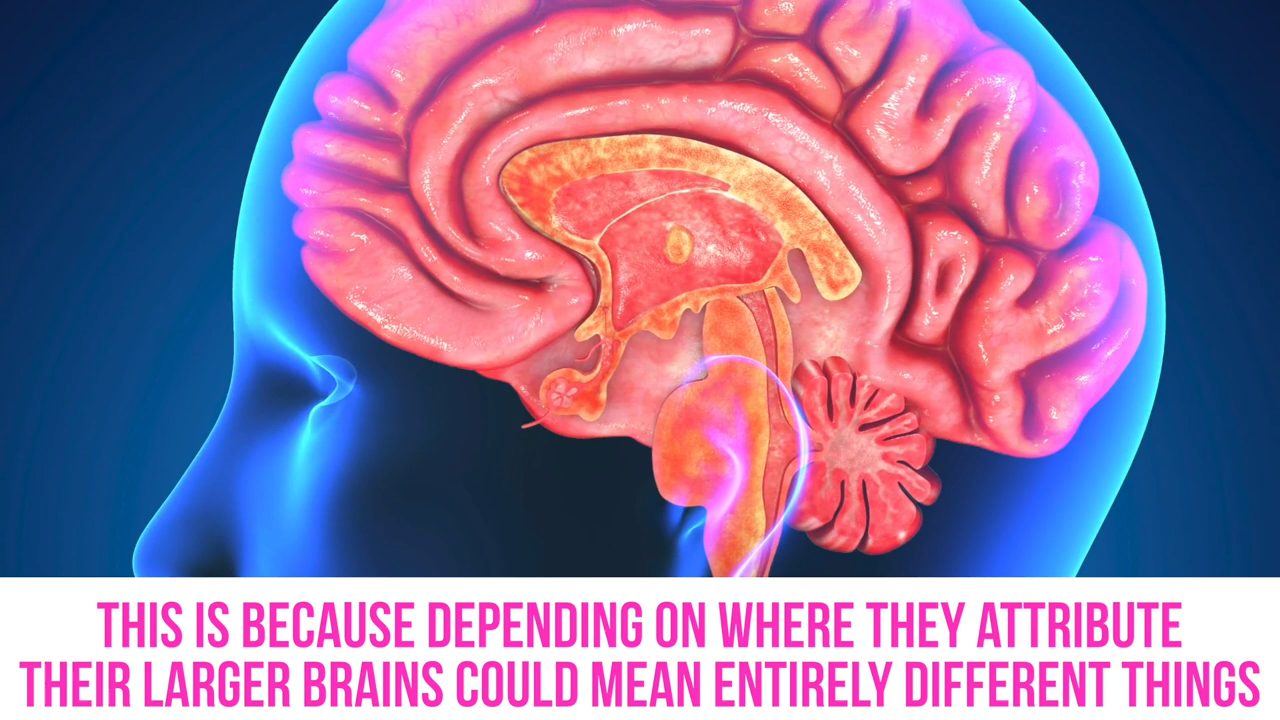 THIS IS BECAUSE DEPENDING ON WHERE THEY ATTRIBUTE
THEIR LARGER BRAINS COULD MEAN ENTIRELY DIFFERENT THINGS